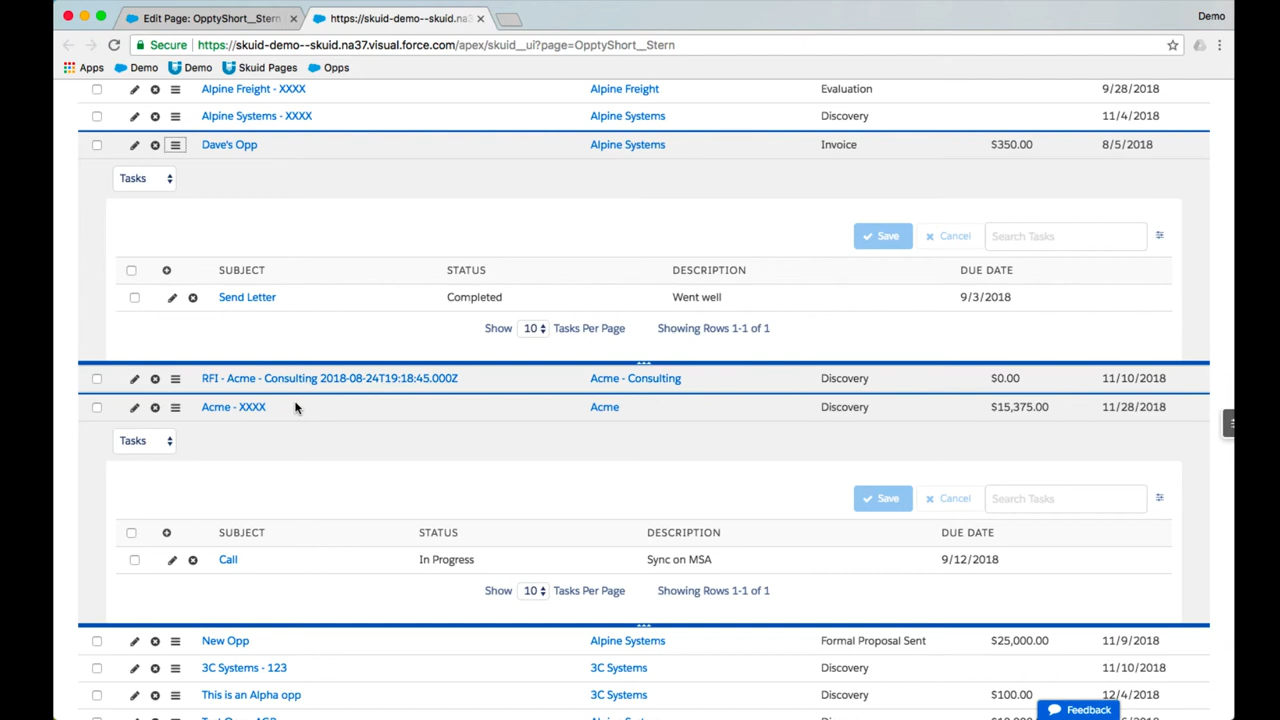 Edit Page: OpptyShort__Stern
https://skuid-demo--skuid.na
Demo
Secure https://skuid-demo--skuid.na37.visual.force.com/apex/skuid__ui?page=OpptyShort__Stern
Apps Demo Demo Skuid Pages Opps
Alpine Freight - XXXX Alpine Freight Evaluation 9/28/2018
Alpine Systems - XXXX Alpine Systems Discovery 11/4/2018
Dave's Opp Alpine Systems Invoice $350.00 8/5/2018
Tasks
Save Cancel Search Tasks
SUBJECT STATUS DESCRIPTION DUE DATE
Send Letter Completed Went well 9/3/2018
Show 10 Tasks Per Page Showing Rows 1-1 of 1
RFI - Acme - Consulting 2018-08-24T19:18:45.000Z Acme - Consulting Discovery $0.00 11/10/2018
Acme - XXXX Acme Discovery $15,375.00 11/28/2018
Tasks
Save Cancel Search Tasks
SUBJECT STATUS DESCRIPTION DUE DATE
Call In Progress Sync on MSA 9/12/2018
Show 10 Tasks Per Page Showing Rows 1-1 of 1
New Opp Alpine Systems Formal Proposal Sent $25,000.00 11/9/2018
3C Systems - 123 3C Systems Discovery 11/10/2018
This is an Alpha opp 3C Systems Discovery $100.00 12/4/2018
Feedback